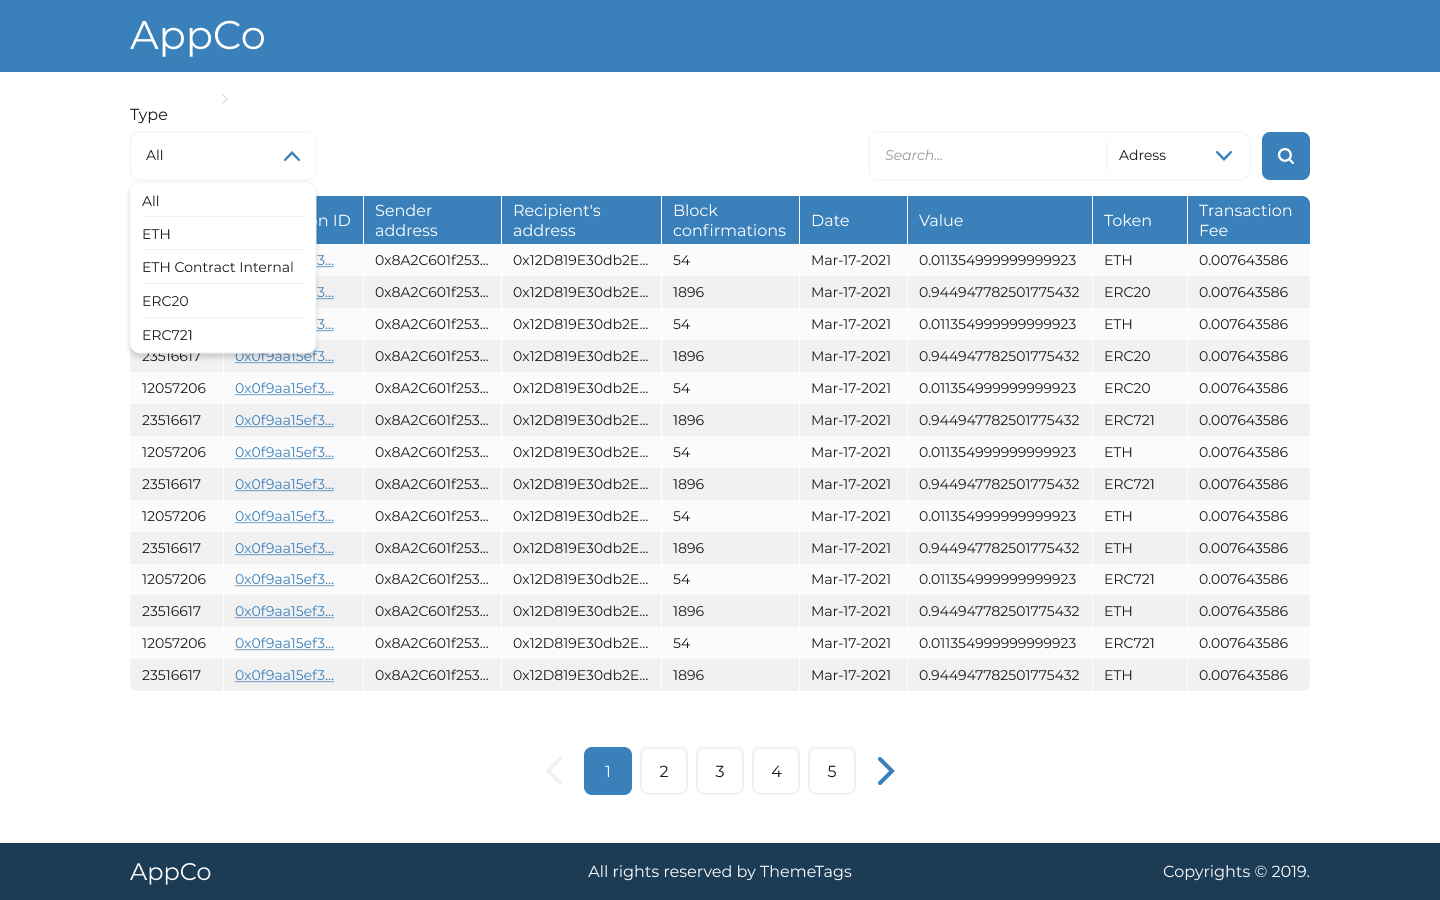 AppCo
Type
All
Search...
Adress
All
ETH
ETH Contract Internal
ERC20
ERC721
en ID Sender address Recipient's address Block confirmations Date Value Token Transaction Fee
f3... 0x8A2C601f253... 0x12D819E30db2E... 54 Mar-17-2021 0.011354999999999923 ETH 0.007643586
f3... 0x8A2C601f253... 0x12D819E30db2E... 1896 Mar-17-2021 0.944947782501775432 ERC20 0.007643586
f3... 0x8A2C601f253... 0x12D819E30db2E... 54 Mar-17-2021 0.011354999999999923 ETH 0.007643586
23516617 0x0f9aa15ef3... 0x8A2C601f253... 0x12D819E30db2E... 1896 Mar-17-2021 0.944947782501775432 ERC20 0.007643586
12057206 0x0f9aa15ef3... 0x8A2C601f253... 0x12D819E30db2E... 54 Mar-17-2021 0.011354999999999923 ERC20 0.007643586
23516617 0x0f9aa15ef3... 0x8A2C601f253... 0x12D819E30db2E... 1896 Mar-17-2021 0.944947782501775432 ERC721 0.007643586
12057206 0x0f9aa15ef3... 0x8A2C601f253... 0x12D819E30db2E... 54 Mar-17-2021 0.011354999999999923 ETH 0.007643586
23516617 0x0f9aa15ef3... 0x8A2C601f253... 0x12D819E30db2E... 1896 Mar-17-2021 0.944947782501775432 ERC721 0.007643586
12057206 0x0f9aa15ef3... 0x8A2C601f253... 0x12D819E30db2E... 54 Mar-17-2021 0.011354999999999923 ETH 0.007643586
23516617 0x0f9aa15ef3... 0x8A2C601f253... 0x12D819E30db2E... 1896 Mar-17-2021 0.944947782501775432 ETH 0.007643586
12057206 0x0f9aa15ef3... 0x8A2C601f253... 0x12D819E30db2E... 54 Mar-17-2021 0.011354999999999923 ERC721 0.007643586
23516617 0x0f9aa15ef3... 0x8A2C601f253... 0x12D819E30db2E... 1896 Mar-17-2021 0.944947782501775432 ETH 0.007643586
12057206 0x0f9aa15ef3... 0x8A2C601f253... 0x12D819E30db2E... 54 Mar-17-2021 0.011354999999999923 ERC721 0.007643586
23516617 0x0f9aa15ef3... 0x8A2C601f253... 0x12D819E30db2E... 1896 Mar-17-2021 0.944947782501775432 ETH 0.007643586
1 2 3 4 5
AppCo All rights reserved by ThemeTags Copyrights © 2019.